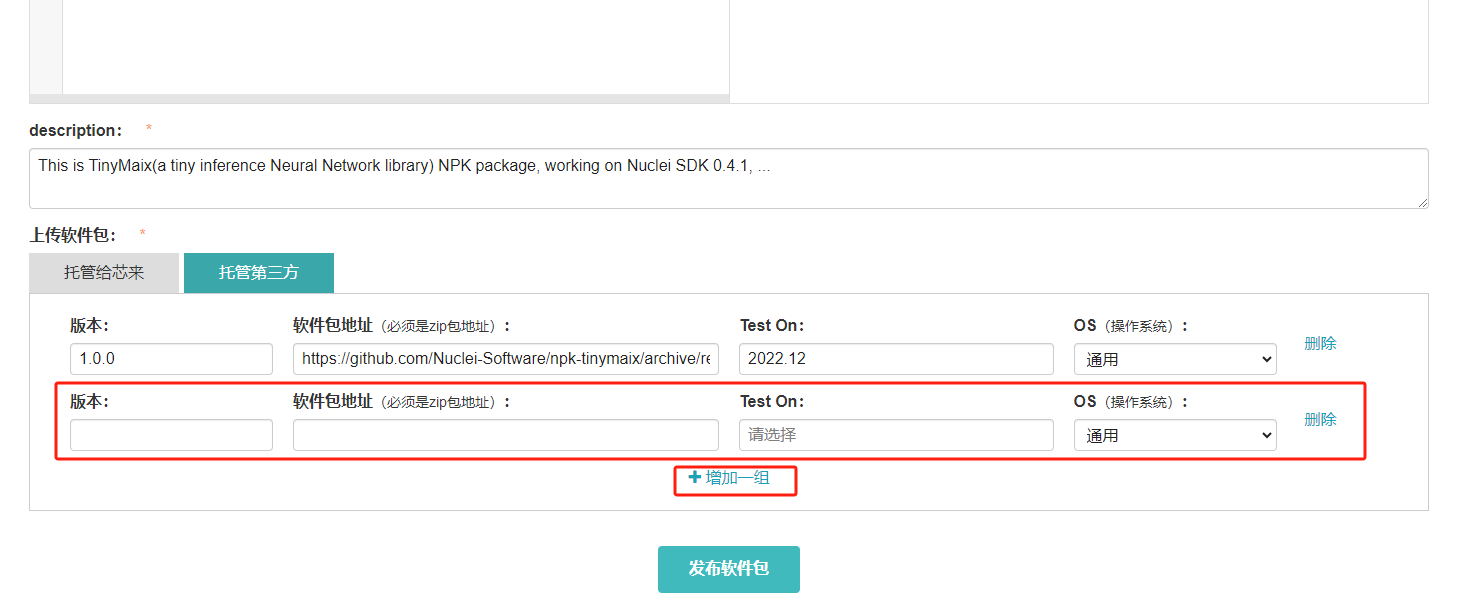 description： *
This is TinyMaix(a tiny inference Neural Network library) NPK package, working on Nuclei SDK 0.4.1, ...
上传软件包： *
托管给芯来 托管第三方
版本： 软件包地址（必须是zip包地址）： Test On： OS（操作系统）：
1.0.0 https://github.com/Nuclei-Software/npk-tinymaix/archive/re 2022.12 通用 删除
版本： 软件包地址（必须是zip包地址）： Test On： OS（操作系统）：
请选择 通用 删除
+ 增加一组
发布软件包